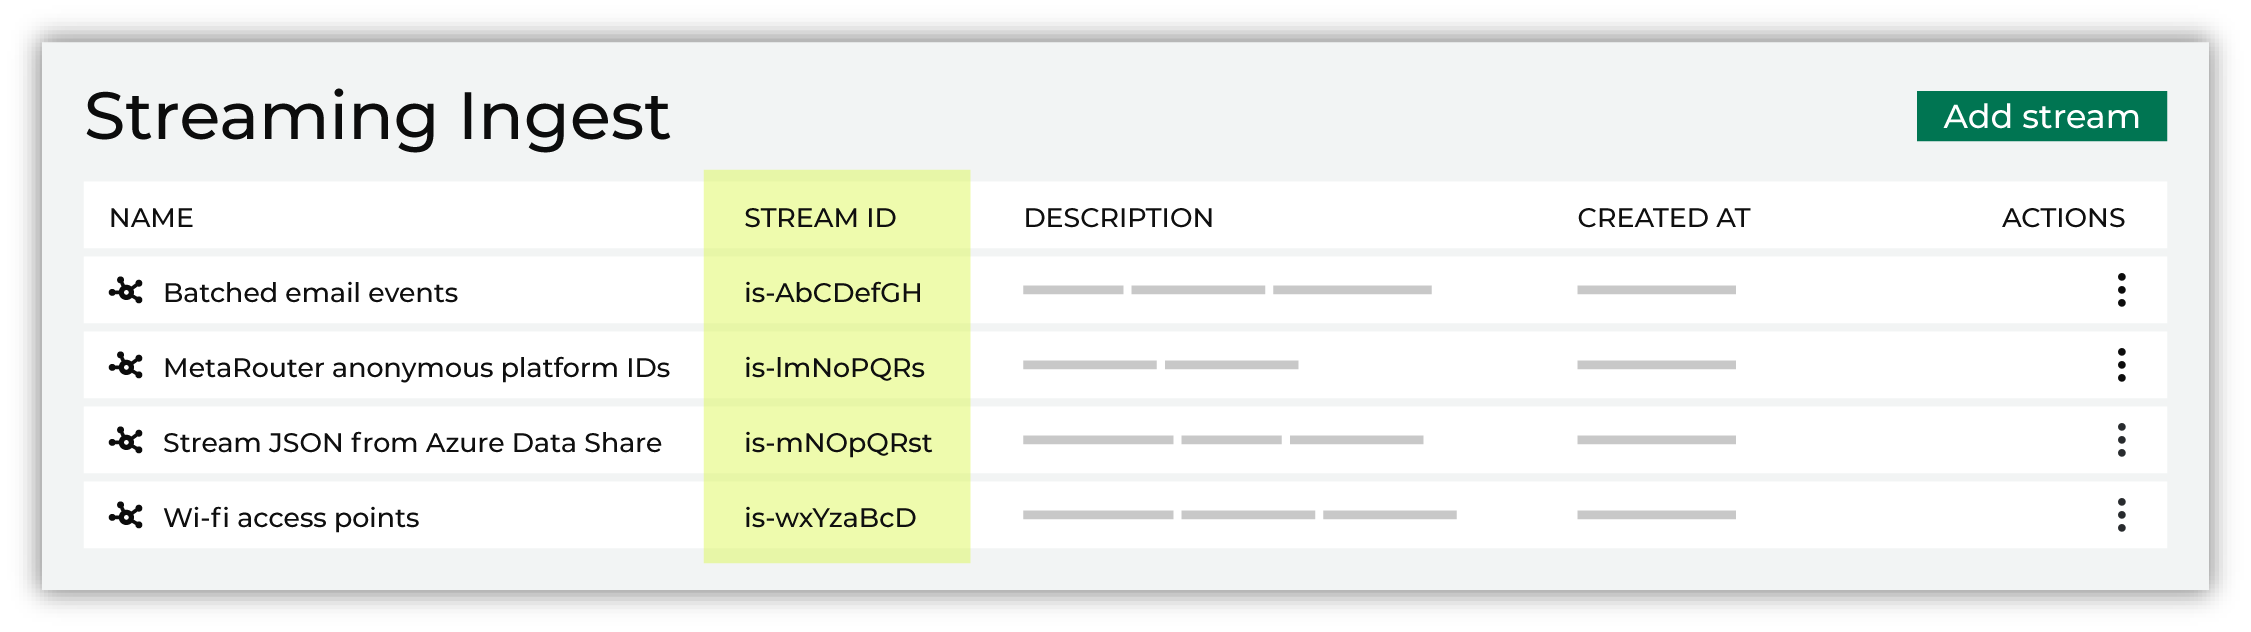 Streaming Ingest
Add stream
NAME STREAM ID DESCRIPTION CREATED AT ACTIONS
Batched email events is-AbCDefGH
MetaRouter anonymous platform IDs is-lmNoPQRs
Stream JSON from Azure Data Share is-mNOpQRst
Wi-fi access points is-wxYzaBcD